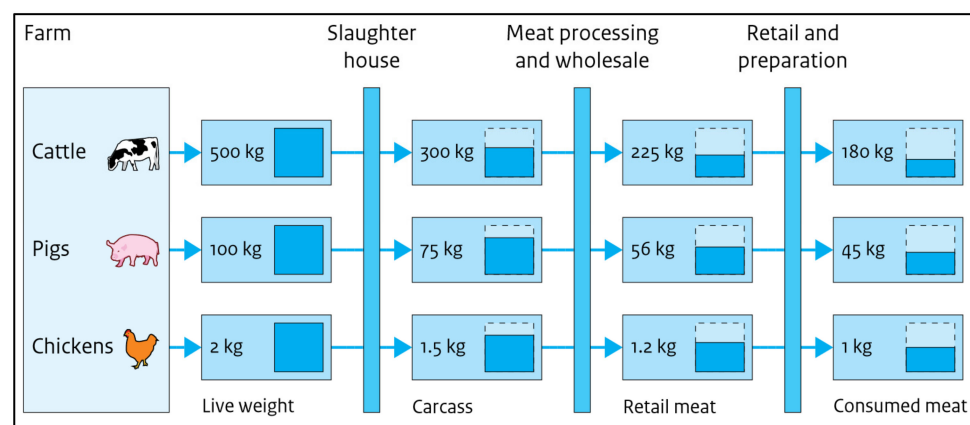 Farm
Slaughter
house
Meat processing
and wholesale
Retail and
preparation
Cattle
500 kg
300 kg
225 kg
180 kg
Pigs
100 kg
75 kg
56 kg
45 kg
Chickens
2 kg
1.5 kg
1.2 kg
1 kg
Live weight
Carcass
Retail meat
Consumed meat